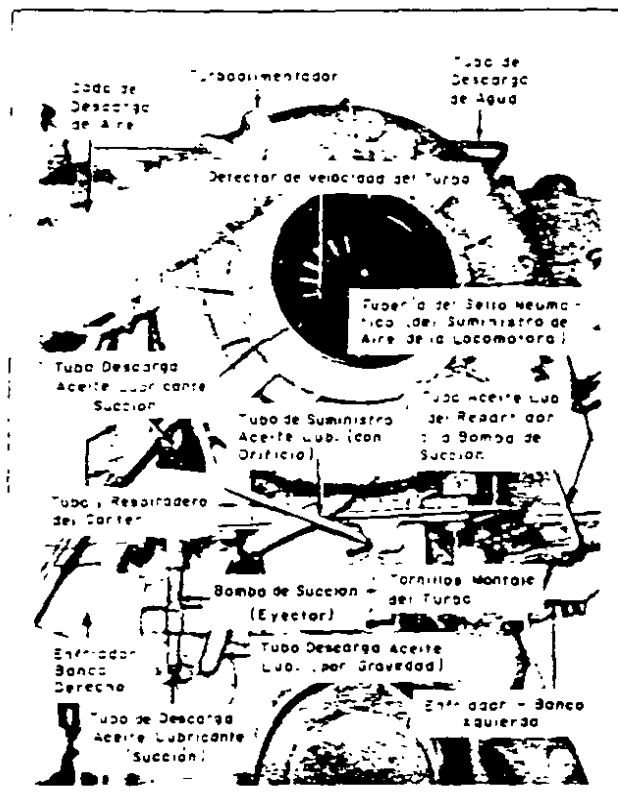 Codo de
Descarga
de Aire
Turboalimentador
Tubo de
Descarga
de Agua
Detector de Velocidad del Turbo
Tubería del Sello Neumá-
tico (del Suministro de
Aire de la Locomotora)
Tubo Descarga
Aceite Lubricante
Succión
Tubo de Suministro
Aceite Lub. (con
Orificio)
Tubo Aceite Lub.
del Respirador
a la Bomba de
Succión
Tubo y Respiradero
del Carter
Bomba de Succión
(Eyector)
Tornillos Montaje
del Turbo
Enfriador
Banco
Derecho
Tubo Descarga Aceite
Lub. (por Gravedad)
Tubo de Descarga
Aceite Lubricante
(Succión)
Enfriador - Banco
Izquierdo